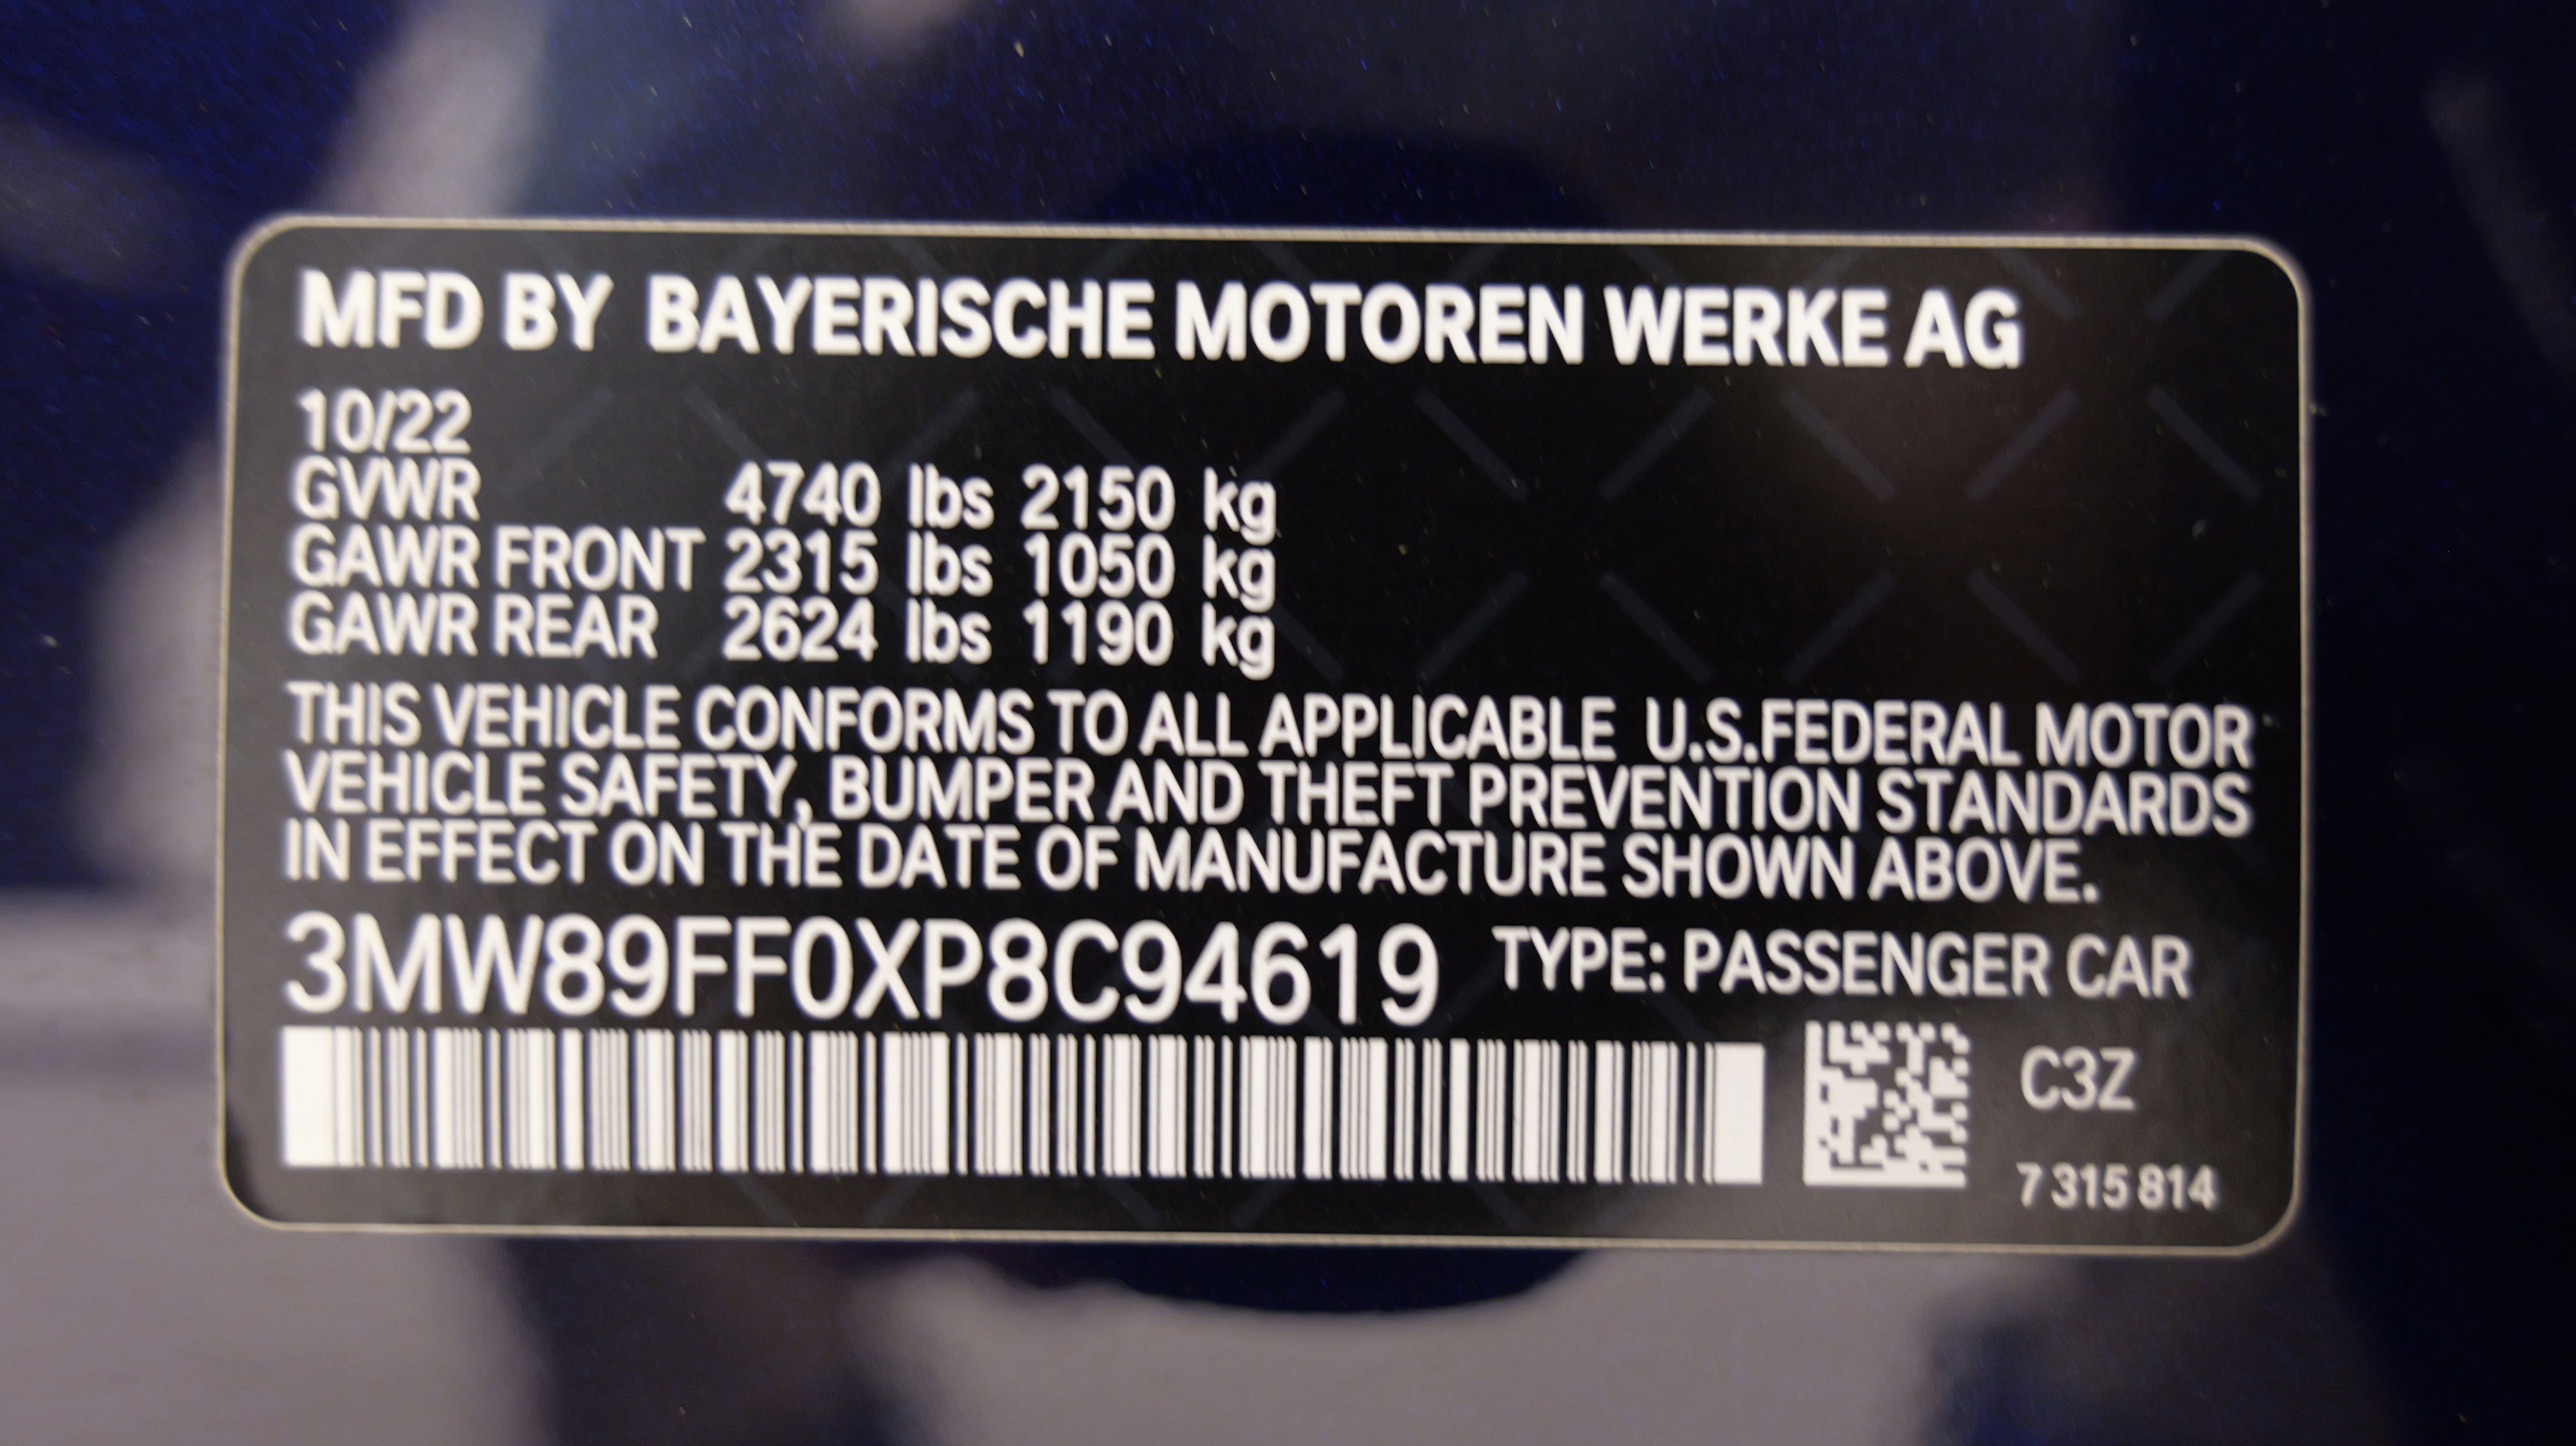 MFD BY BAYERISCHE MOTOREN WERKE AG
10/22
GVWR 4740 lbs 2150 kg
GAWR FRONT 2315 lbs 1050 kg
GAWR REAR 2624 lbs 1190 kg
THIS VEHICLE CONFORMS TO ALL APPLICABLE U.S.FEDERAL MOTOR
VEHICLE SAFETY, BUMPER AND THEFT PREVENTION STANDARDS
IN EFFECT ON THE DATE OF MANUFACTURE SHOWN ABOVE.
3MW89FF0XP8C94619 TYPE: PASSENGER CAR
C3Z
7 315 814